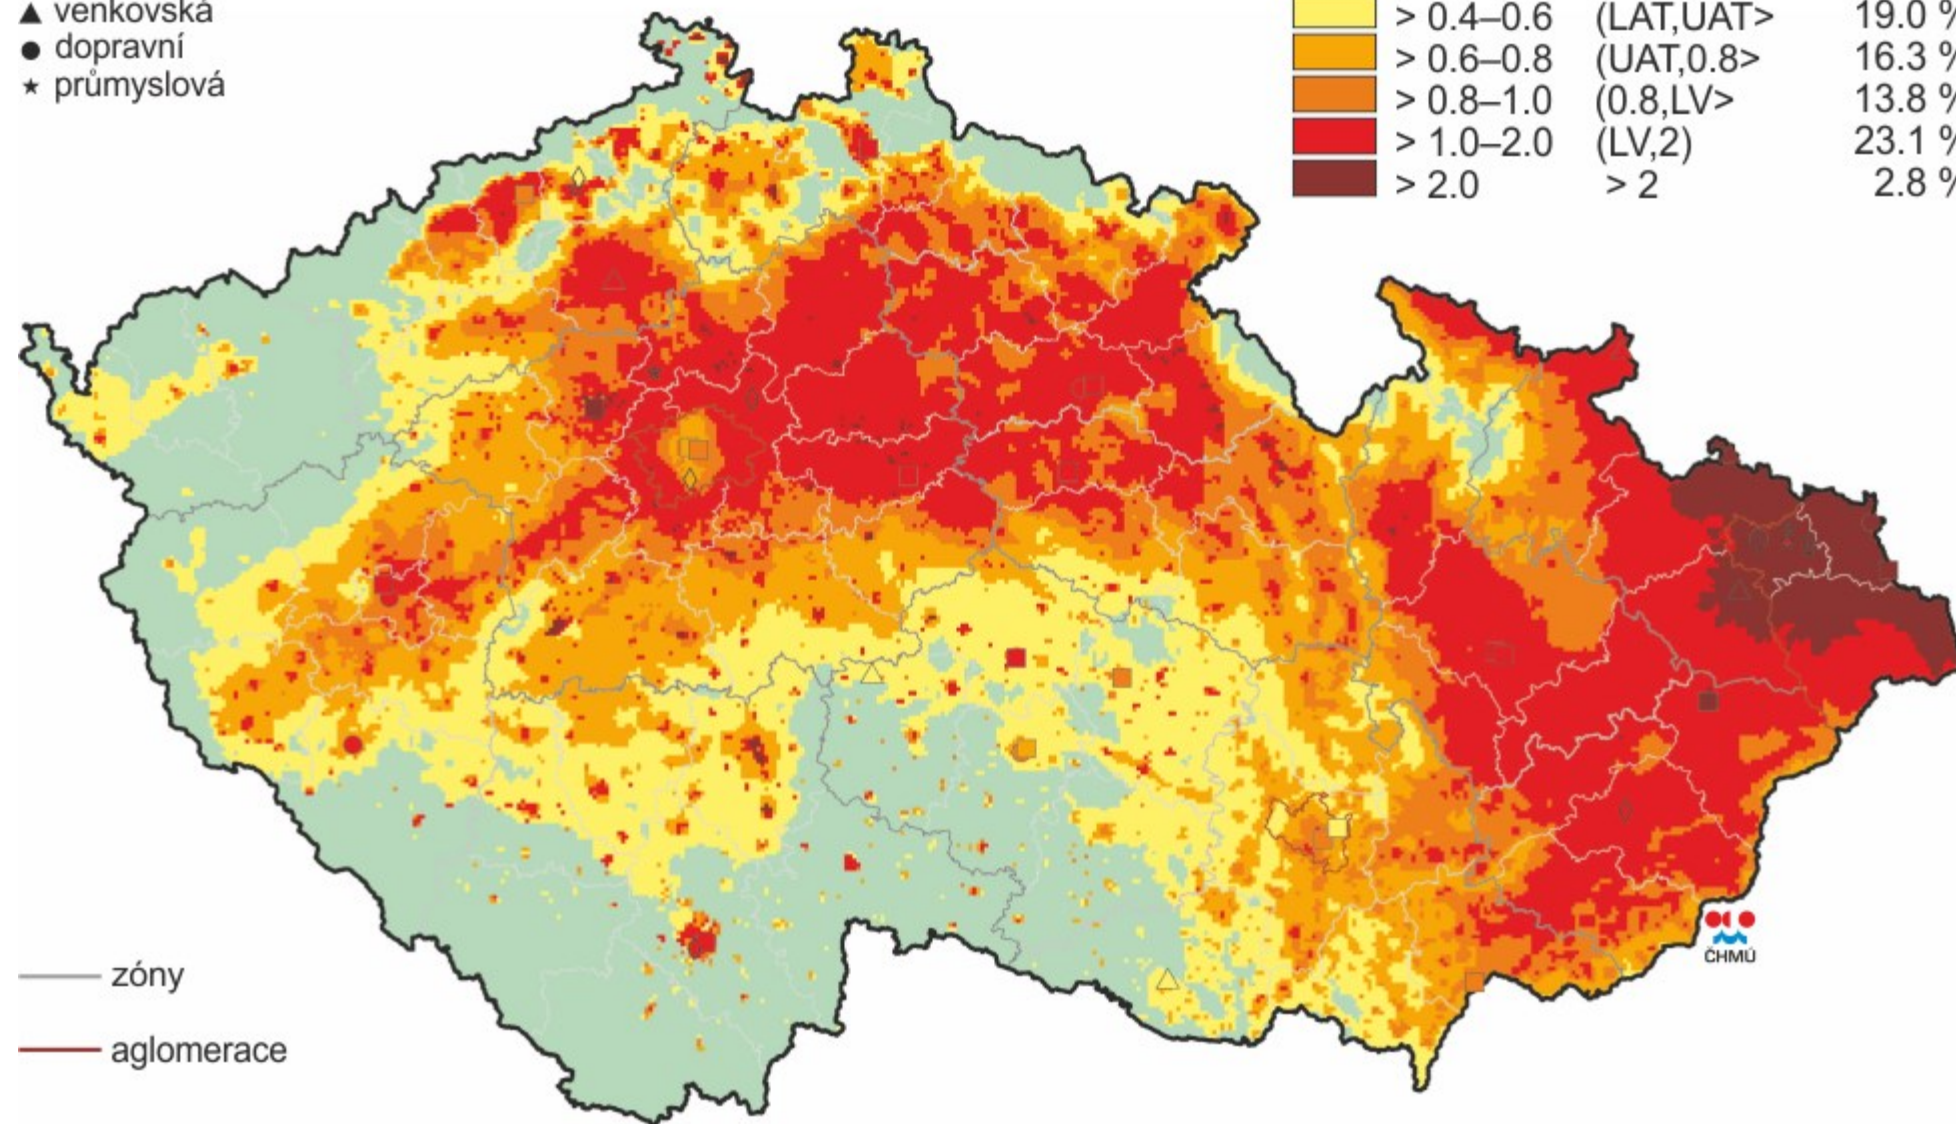 ▲ venkovská
● dopravní
★ průmyslová
> 0.4–0.6 (LAT,UAT> 19.0 %
> 0.6–0.8 (UAT,0.8> 16.3 %
> 0.8–1.0 (0.8,LV> 13.8 %
> 1.0–2.0 (LV,2) 23.1 %
> 2.0 > 2 2.8 %
ČHMÚ
zóny
aglomerace